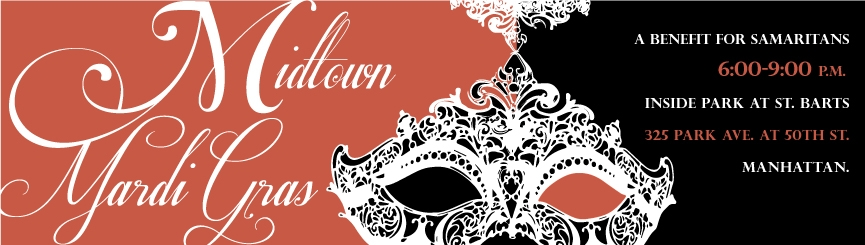 Midtown
Mardi Gras
A BENEFIT FOR SAMARITANS
6:00-9:00 P.M.
INSIDE PARK AT ST. BARTS
325 PARK AVE. AT 50TH ST.
MANHATTAN.